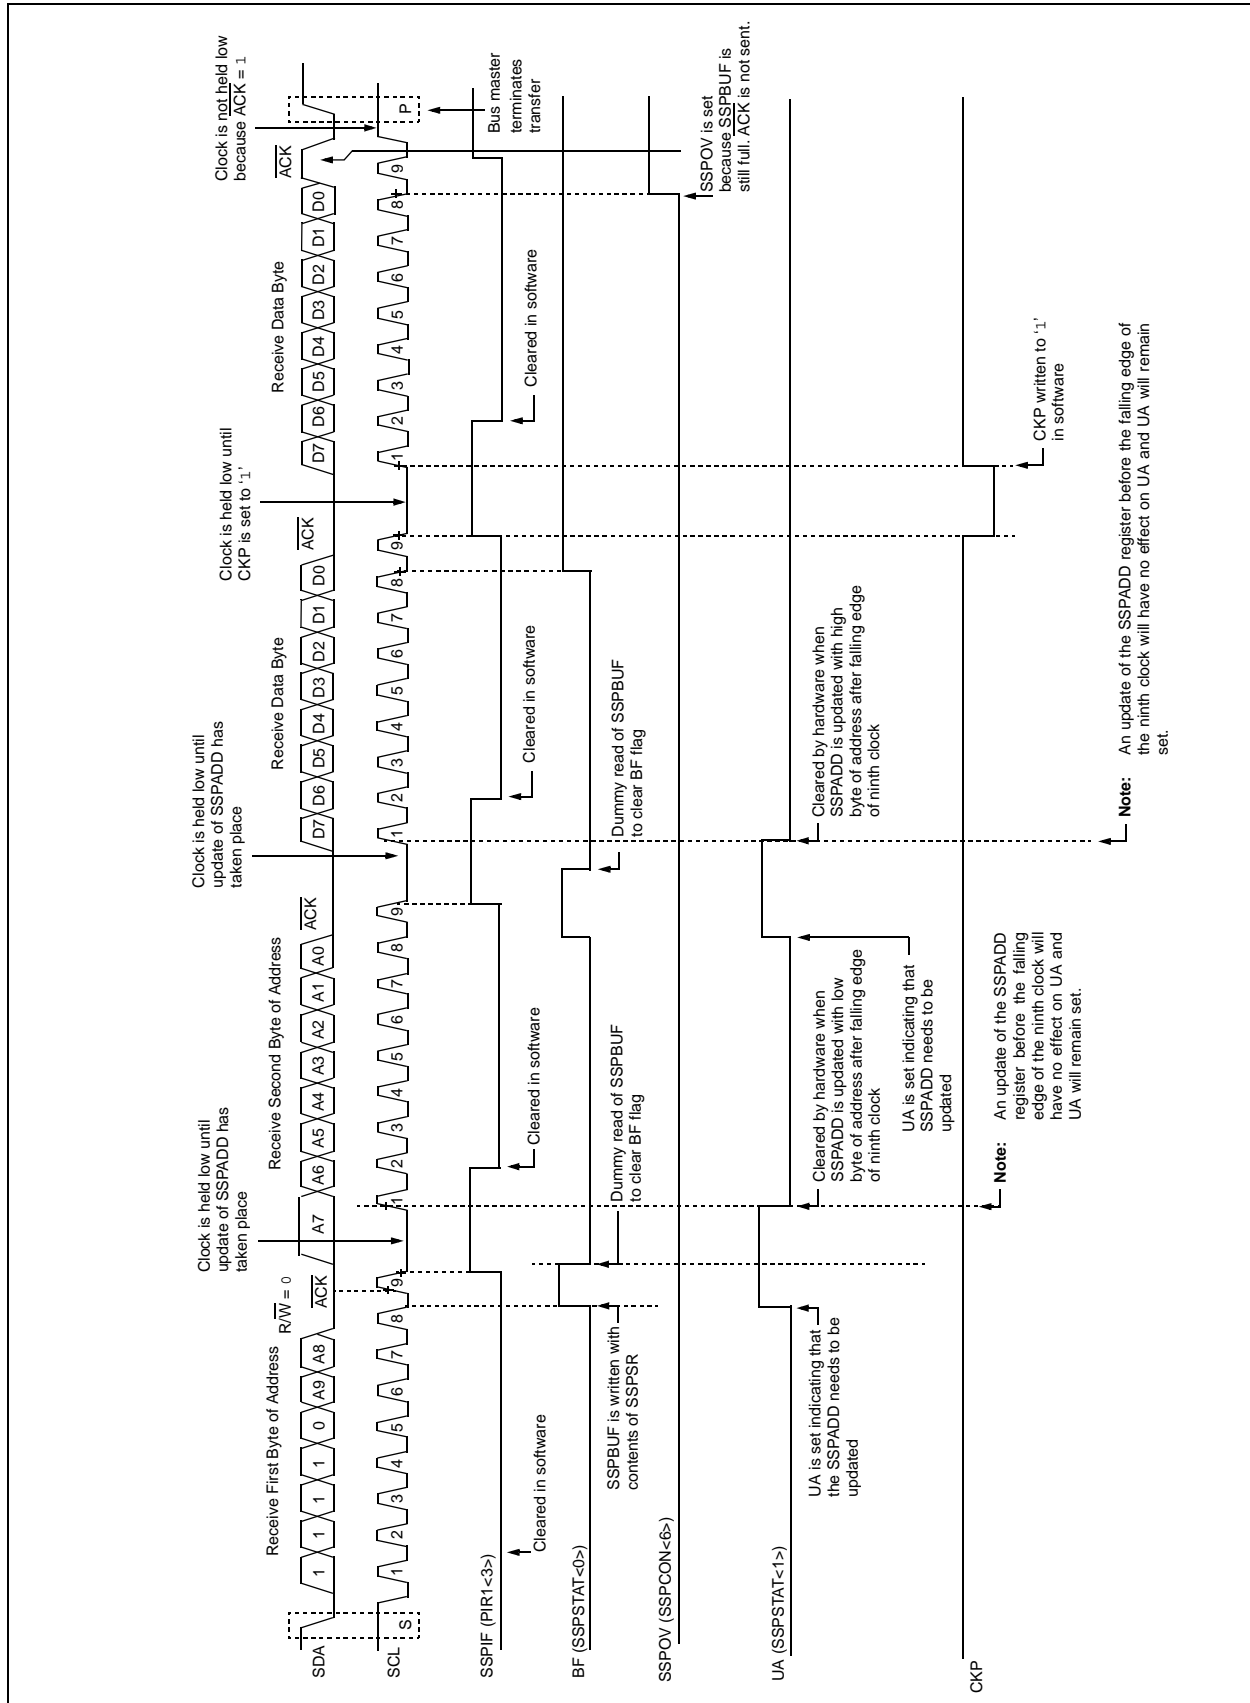 Receive First Byte of Address
R/W = 0
Clock is held low until
update of SSPADD has
taken place
Receive Second Byte of Address
Clock is held low until
update of SSPADD has
taken place
Receive Data Byte
Clock is held low until
CKP is set to ‘1’
Receive Data Byte
Clock is not held low
because ACK = 1
SDA
1 1 1 1 0 A9 A8 ACK A7 A6 A5 A4 A3 A2 A1 A0 ACK D7 D6 D5 D4 D3 D2 D1 D0 ACK D7 D6 D5 D4 D3 D2 D1 D0 ACK
SCL
S 1 2 3 4 5 6 7 8 9 1 2 3 4 5 6 7 8 9 1 2 3 4 5 6 7 8 9 1 2 3 4 5 6 7 8 9 P
Bus master
terminates
transfer
SSPIF (PIR1<3>)
Cleared in software
Cleared in software
Cleared in software
Cleared in software
BF (SSPSTAT<0>)
SSPBUF is written with
contents of SSPSR
Dummy read of SSPBUF
to clear BF flag
Dummy read of SSPBUF
to clear BF flag
SSPOV (SSPCON<6>)
SSPOV is set
because SSPBUF is
still full. ACK is not sent.
UA (SSPSTAT<1>)
UA is set indicating that
the SSPADD needs to be
updated
Cleared by hardware when
SSPADD is updated with low
byte of address after falling edge
of ninth clock
UA is set indicating that
SSPADD needs to be
updated
Cleared by hardware when
SSPADD is updated with high
byte of address after falling edge
of ninth clock
CKP
CKP written to ‘1’
in software
Note: An update of the SSPADD
register before the falling
edge of the ninth clock will
have no effect on UA and
UA will remain set.
Note: An update of the SSPADD register before the falling edge of
the ninth clock will have no effect on UA and UA will remain
set.